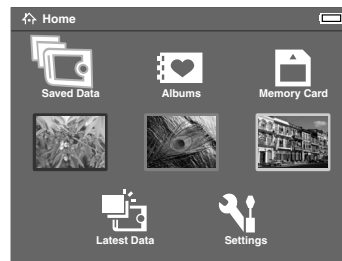 Home
Saved Data
Albums
Memory Card
Latest Data
Settings